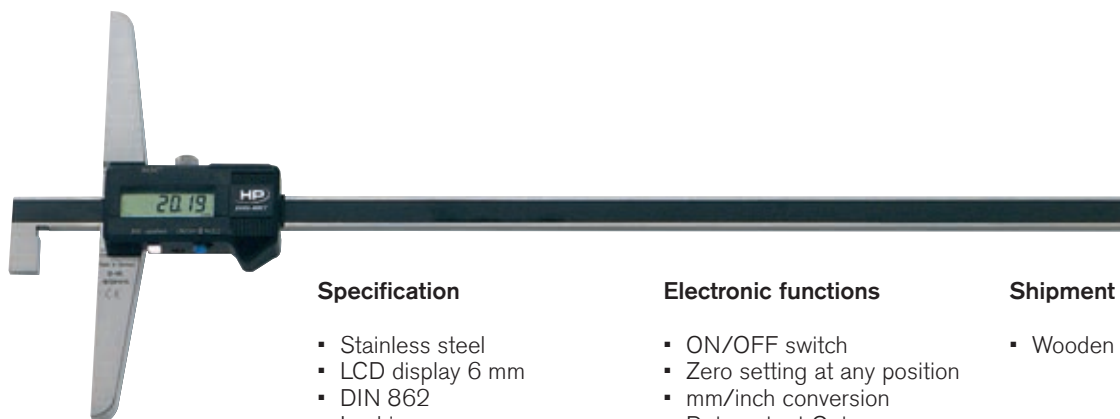 20.19
HP
Specification
▪ Stainless steel
▪ LCD display 6 mm
▪ DIN 862
Electronic functions
▪ ON/OFF switch
▪ Zero setting at any position
▪ mm/inch conversion
Shipment
▪ Wooden